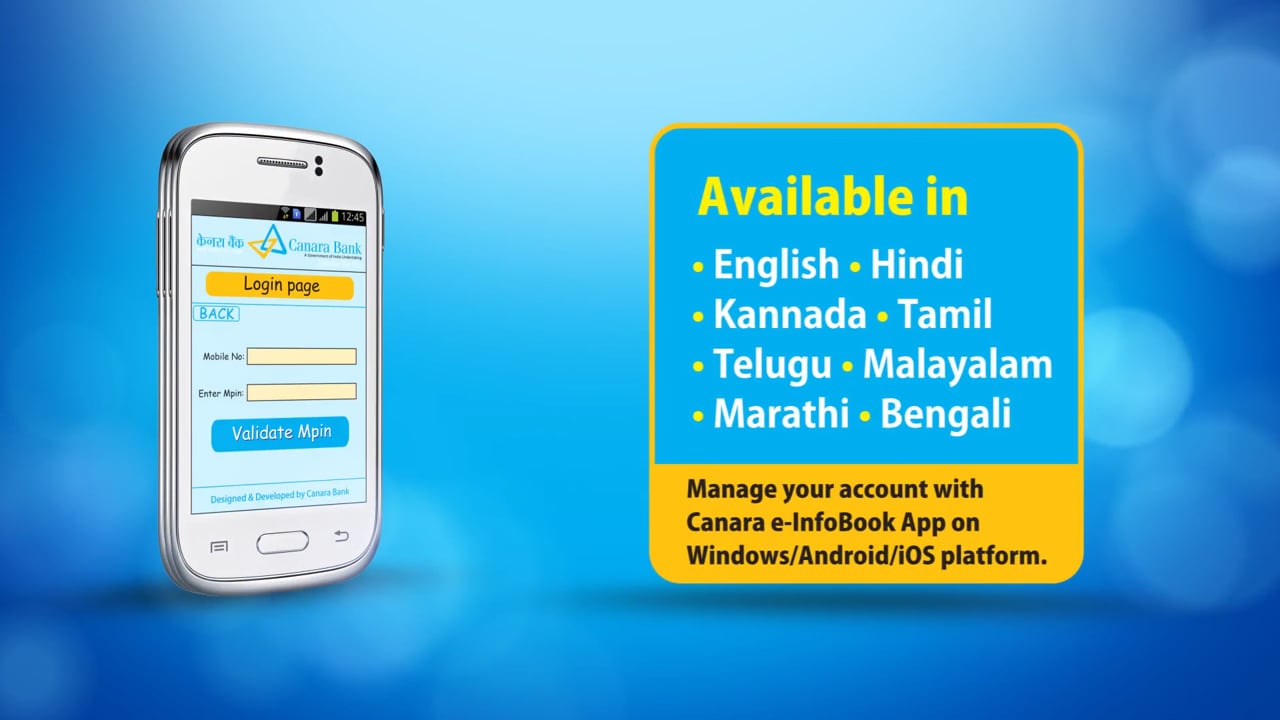 12:45
केनरा बैंक Canara Bank
A Government of India Undertaking
Login page
BACK
Mobile No:
Enter Mpin:
Validate Mpin
Designed & Developed by Canara Bank
Available in
• English • Hindi
• Kannada • Tamil
• Telugu • Malayalam
• Marathi • Bengali
Manage your account with
Canara e-InfoBook App on
Windows/Android/iOS platform.